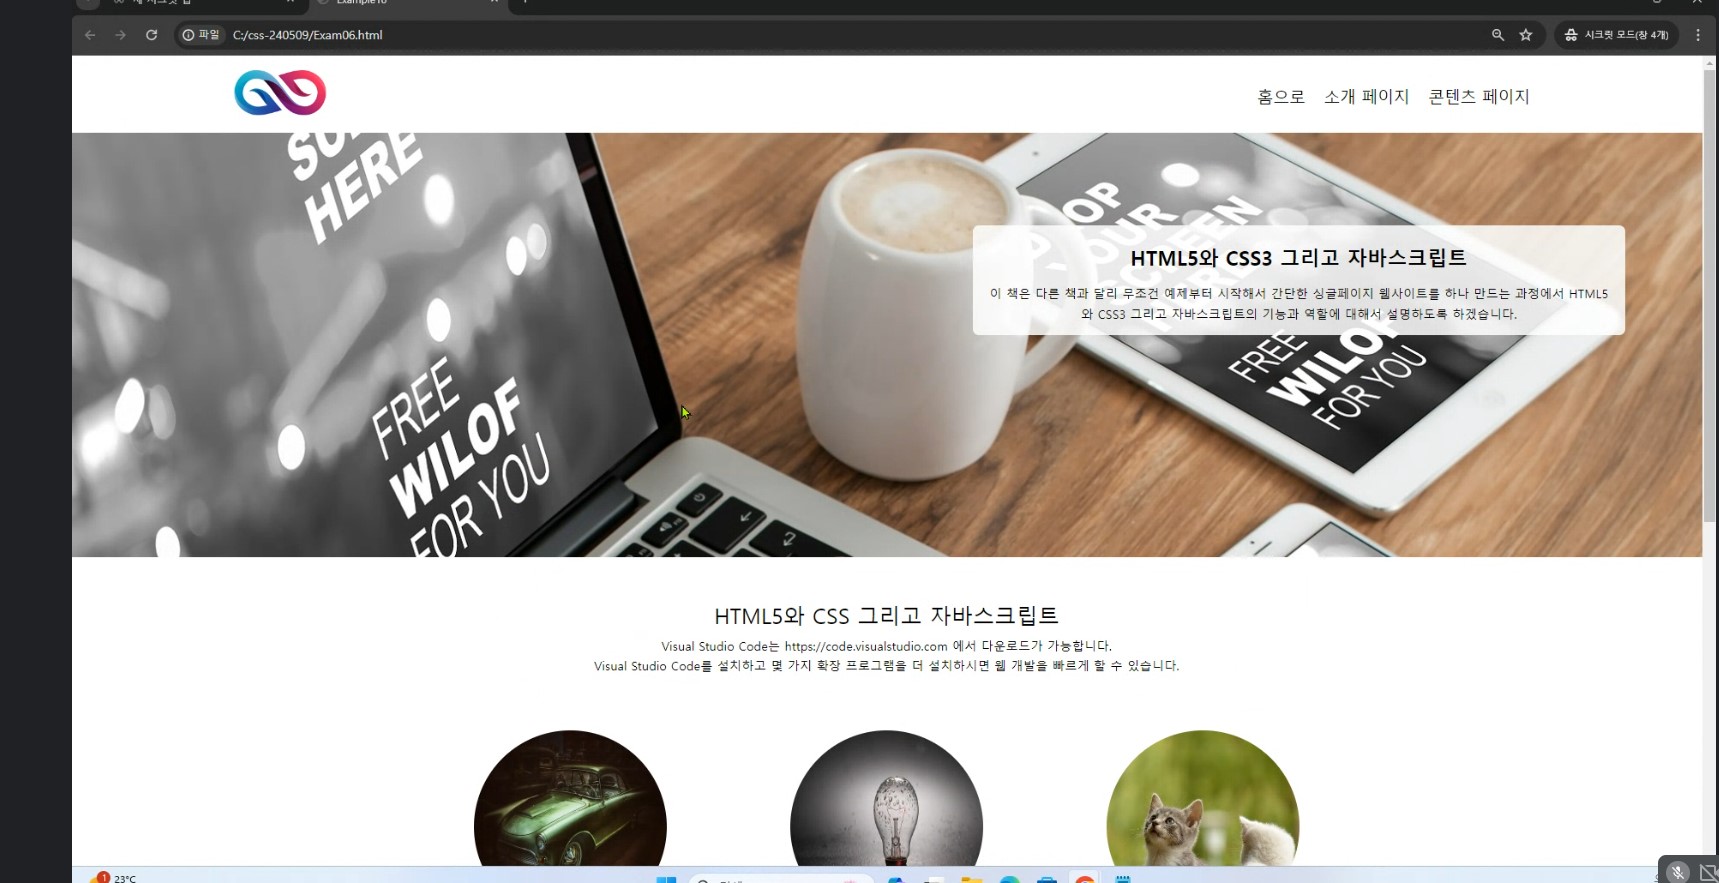 Example10
파일 C:/css-240509/Exam06.html
시크릿 모드(창 4개)
홈으로 소개 페이지 콘텐츠 페이지
HERE
FREE
WILOF
FOR YOU
YOUR
SCREEN
HTML5와 CSS3 그리고 자바스크립트
이 책은 다른 책과 달리 무조건 예제부터 시작해서 간단한 싱글페이지 웹사이트를 하나 만드는 과정에서 HTML5
와 CSS3 그리고 자바스크립트의 기능과 역할에 대해서 설명하도록 하겠습니다.
FREE
WILOF
FOR YOU
HTML5와 CSS 그리고 자바스크립트
Visual Studio Code는 https://code.visualstudio.com 에서 다운로드가 가능합니다.
Visual Studio Code를 설치하고 몇 가지 확장 프로그램을 더 설치하시면 웹 개발을 빠르게 할 수 있습니다.
1
23°C